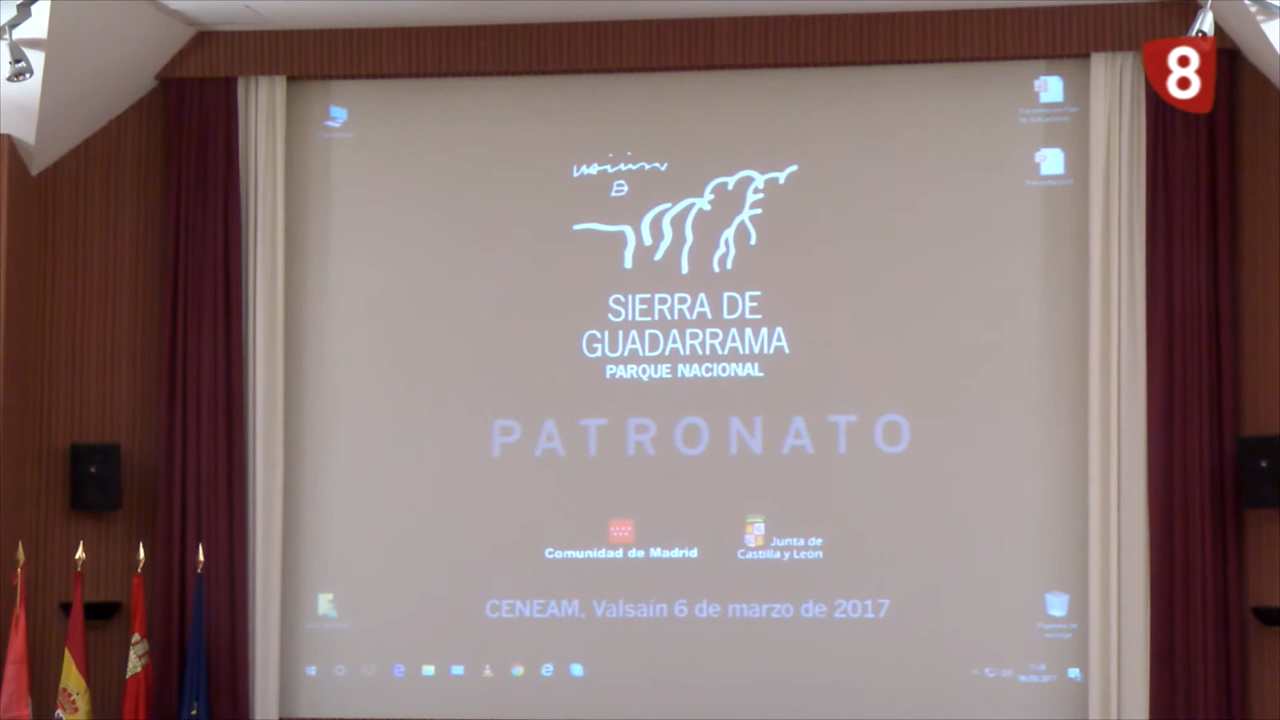 8
SIERRA DE
GUADARRAMA
PARQUE NACIONAL
PATRONATO
Comunidad de Madrid
Junta de
Castilla y León
CENEAM. Valsaín 6 de marzo de 2017